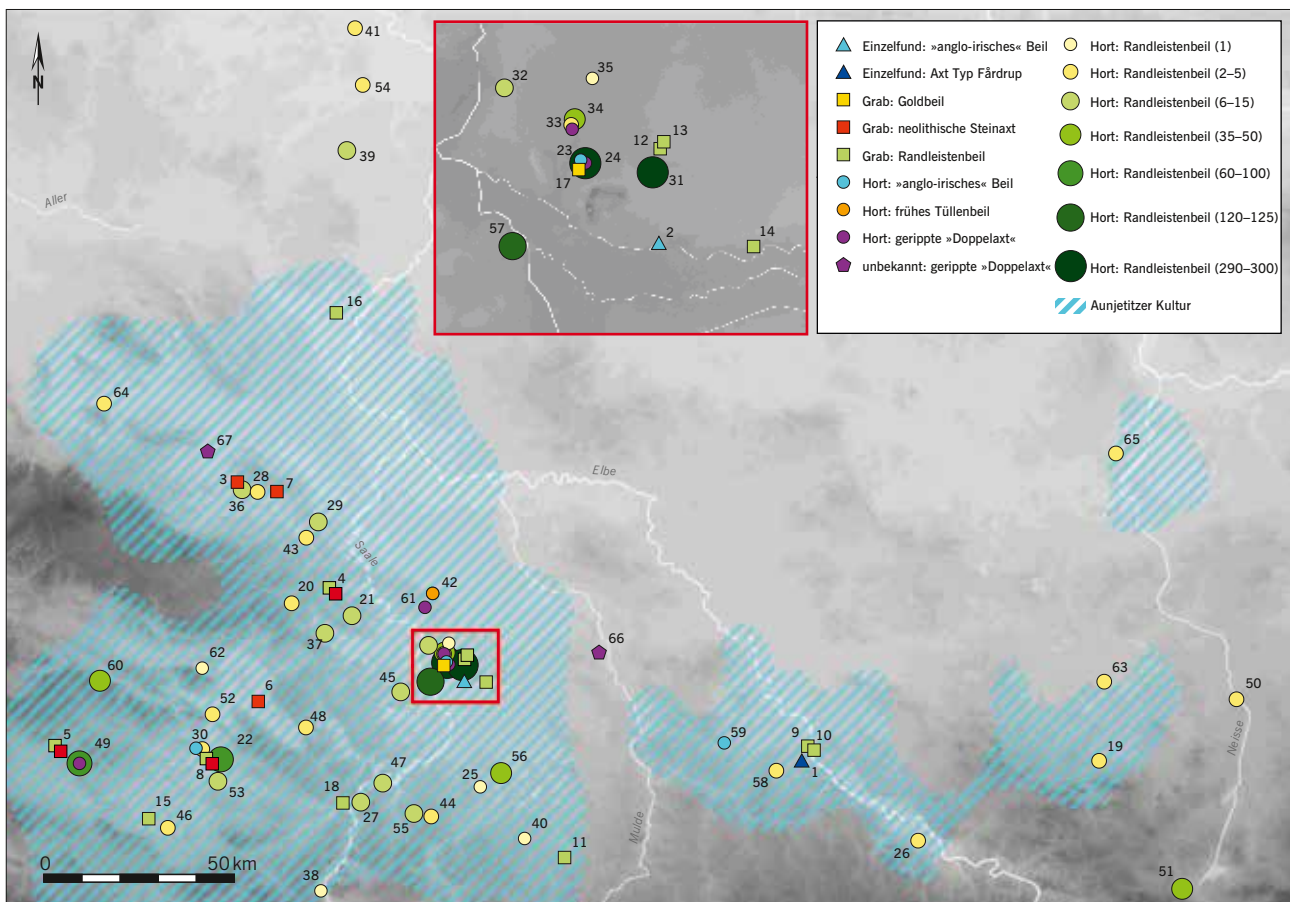 41
54
39
N
Aller
32
35
34
33
13
12
23
24
17
31
57
2
14
Einzelfund: »anglo-irisches« Beil
Einzelfund: Axt Typ Fårdrup
Grab: Goldbeil
Grab: neolithische Steinaxt
Grab: Randleistenbeil
Hort: »anglo-irisches« Beil
Hort: frühes Tüllenbeil
Hort: gerippte »Doppelaxt«
unbekannt: gerippte »Doppelaxt«
Hort: Randleistenbeil (1)
Hort: Randleistenbeil (2–5)
Hort: Randleistenbeil (6–15)
Hort: Randleistenbeil (35–50)
Hort: Randleistenbeil (60–100)
Hort: Randleistenbeil (120–125)
Hort: Randleistenbeil (290–300)
Aunjetitzer Kultur
16
64
67
65
Elbe
3
28
7
36
29
43
Saale
20
4
21
42
61
37
66
62
60
6
45
63
50
52
48
5
49
30
22
59
9
10
Neisse
8
53
47
56
25
58
1
19
15
46
18
27
55
44
40
11
Mulde
26
38
51
0
50 km